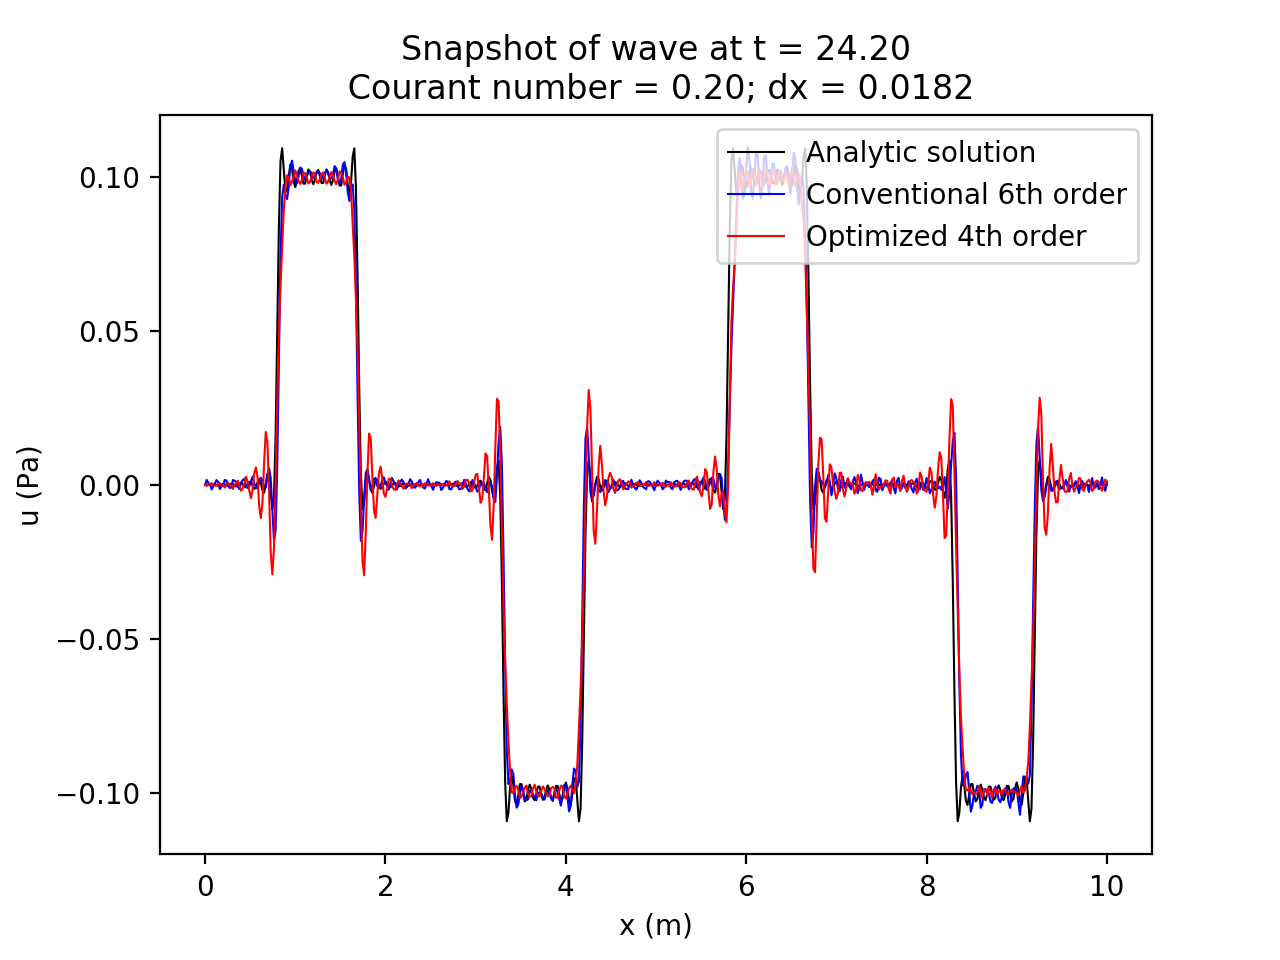 Snapshot of wave at t = 24.20
Courant number = 0.20; dx = 0.0182
Analytic solution
Conventional 6th order
Optimized 4th order
0.10
0.05
0.00
−0.05
−0.10
u (Pa)
0 2 4 6 8 10
x (m)